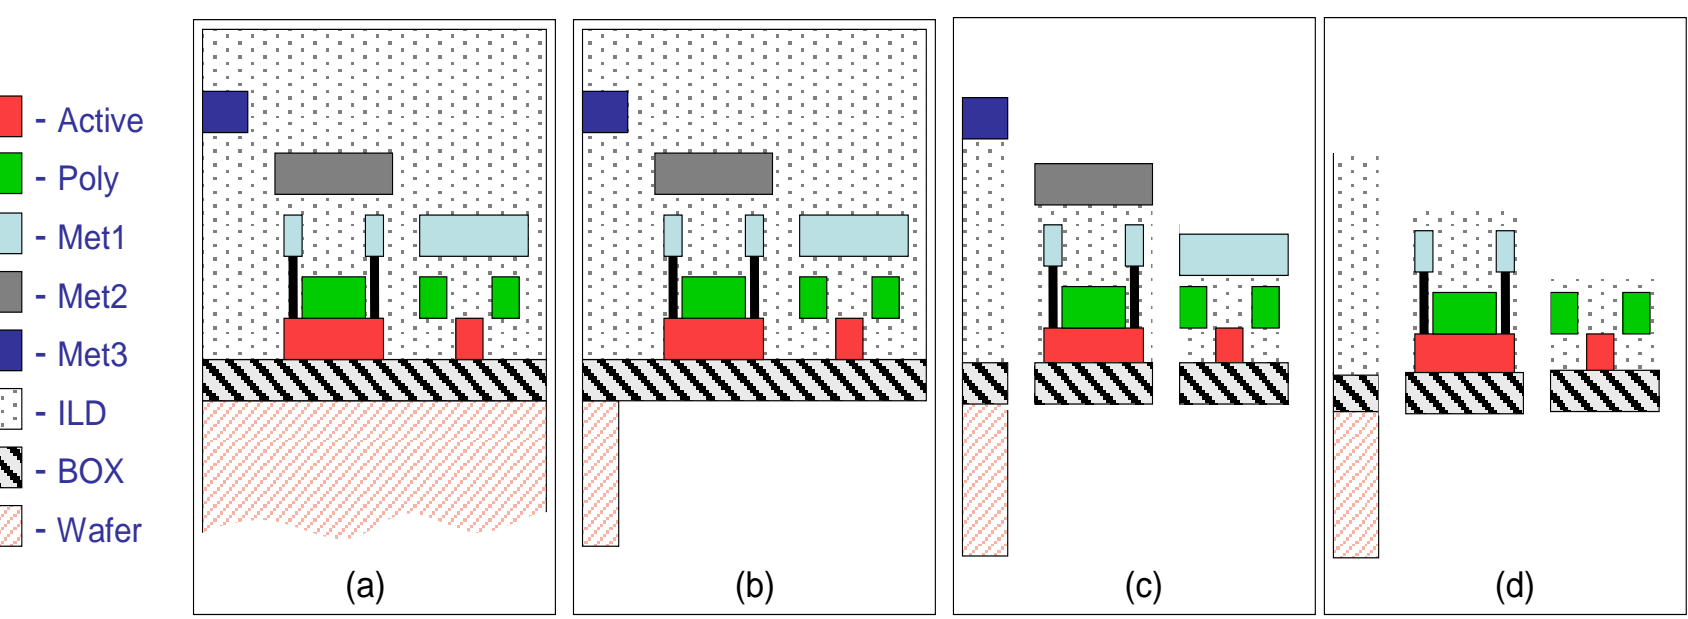 - Active
- Poly
- Met1
- Met2
- Met3
- ILD
- BOX
- Wafer
(a) (b) (c) (d)